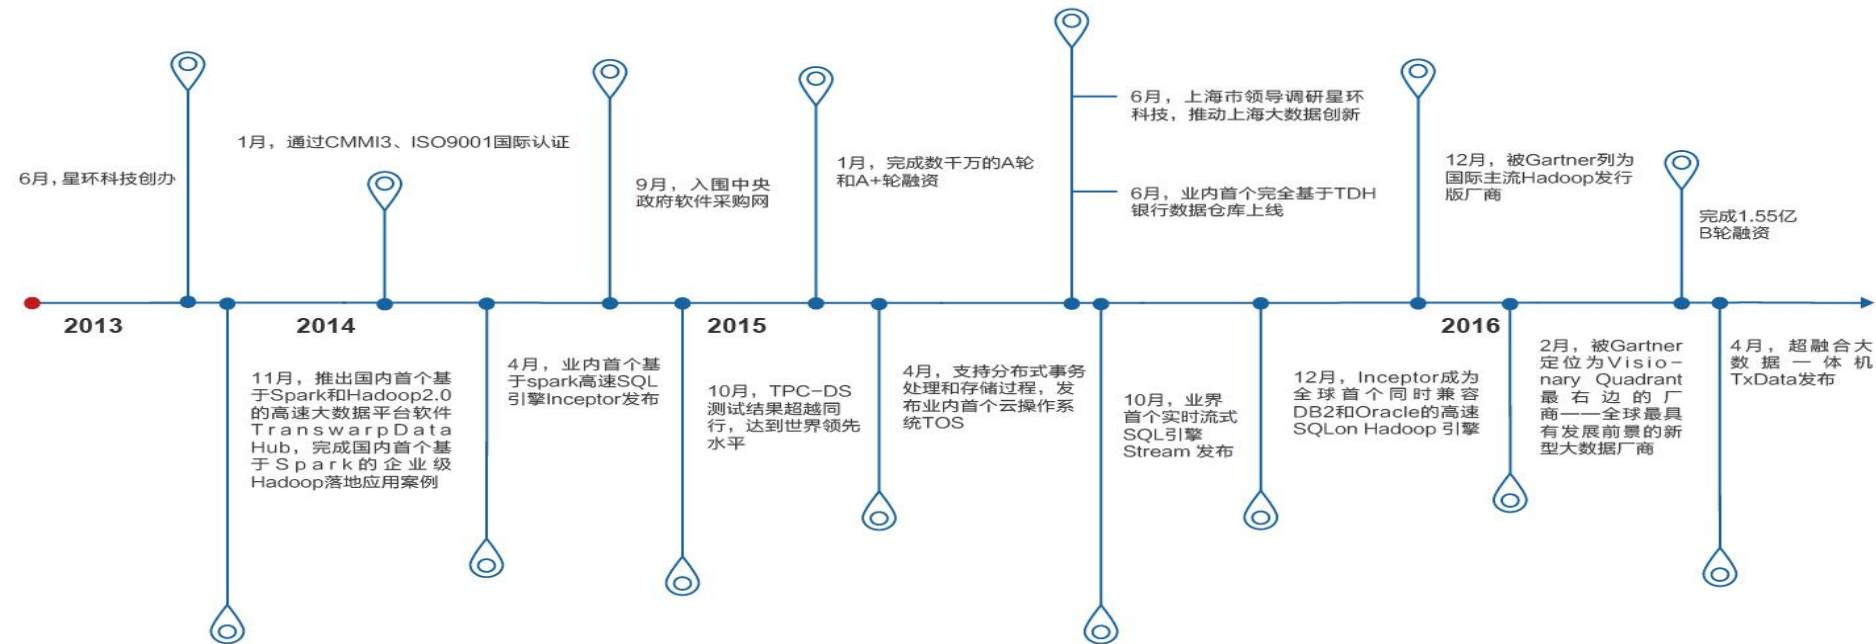 6月，上海市领导调研星环
科技，推动上海大数据创新
1月，通过CMMI3、ISO9001国际认证
6月，星环科技创办
9月，入围中央
政府软件采购网
1月，完成数千万的A轮
和A+轮融资
6月，业内首个完全基于TDH
银行数据仓库上线
12月，被Gartner列为
国际主流Hadoop发行
版厂商
完成1.55亿
B轮融资
2013
2014
2015
2016
11月，推出国内首个基
于Spark和Hadoop2.0
的高速大数据平台软件
TranswarpData
Hub，完成国内首个基
于Spark的企业级
Hadoop落地应用案例
4月，业内首个基
于spark高速SQL
引擎Inceptor发布
10月，TPC-DS
测试结果超越同
行，达到世界领先
水平
4月，支持分布式事务
处理和存储过程，发
布业内首个云操作系
统TOS
10月，业界
首个实时流式
SQL引擎
Stream 发布
12月，Inceptor成为
全球首个同时兼容
DB2和Oracle的高速
SQLon Hadoop 引擎
2月，被Gartner
定位为Visio-
nary Quadrant
最右边的厂
商——全球最具
有发展前景的新
型大数据厂商
4月，超融合大
数据一体机
TxData发布